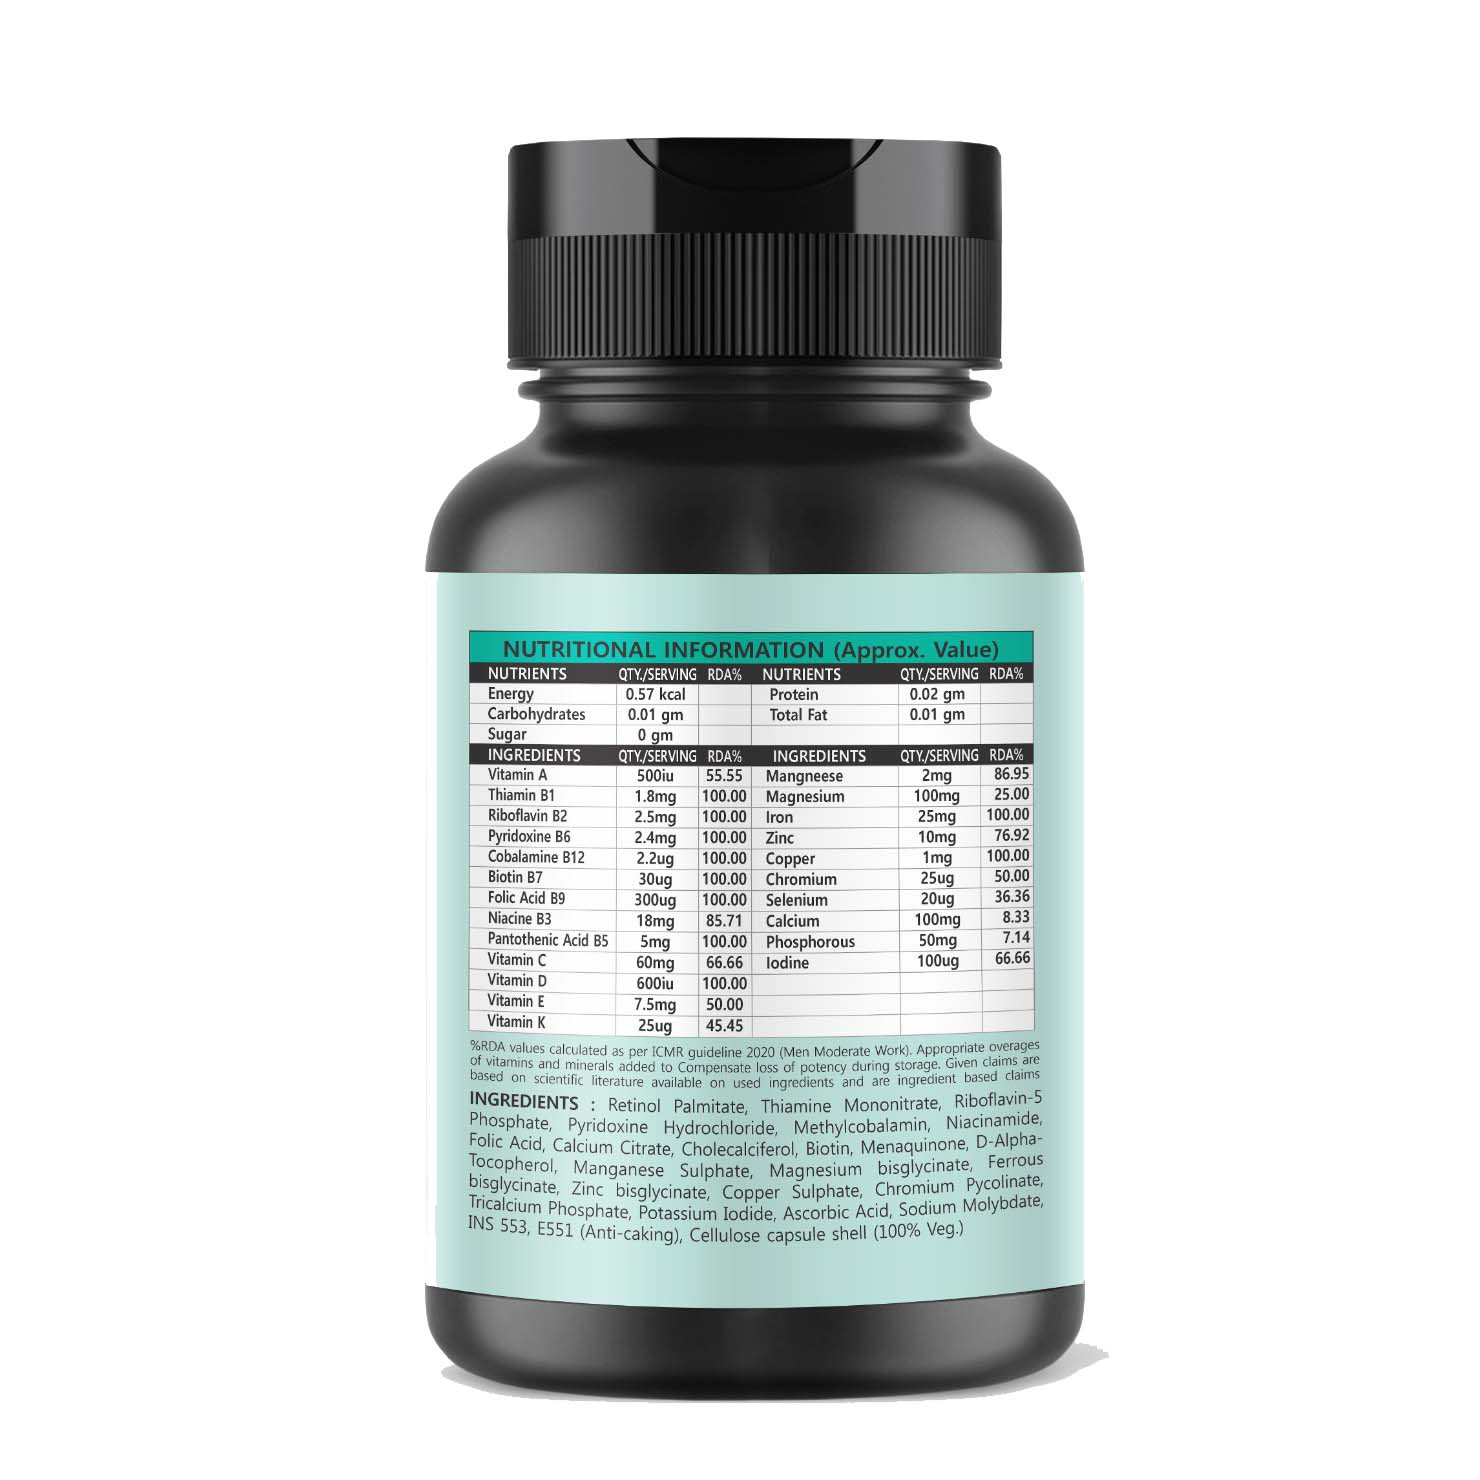 NUTRITIONAL INFORMATION (Approx. Value)
NUTRIENTS QTY./SERVING RDA% NUTRIENTS QTY./SERVING RDA%
Energy 0.57 kcal Protein 0.02 gm
Carbohydrates 0.01 gm Total Fat 0.01 gm
Sugar 0 gm
INGREDIENTS QTY./SERVING RDA% INGREDIENTS QTY./SERVING RDA%
Vitamin A 500iu 55.55 Mangneese 2mg 86.95
Thiamin B1 1.8mg 100.00 Magnesium 100mg 25.00
Riboflavin B2 2.5mg 100.00 Iron 25mg 100.00
Pyridoxine B6 2.4mg 100.00 Zinc 10mg 76.92
Cobalamine B12 2.2ug 100.00 Copper 1mg 100.00
Biotin B7 30ug 100.00 Chromium 25ug 50.00
Folic Acid B9 300ug 100.00 Selenium 20ug 36.36
Niacine B3 18mg 85.71 Calcium 100mg 8.33
Pantothenic Acid B5 5mg 100.00 Phosphorous 50mg 7.14
Vitamin C 60mg 66.66 Iodine 100ug 66.66
Vitamin D 600iu 100.00
Vitamin E 7.5mg 50.00
Vitamin K 25ug 45.45
%RDA values calculated as per ICMR guideline 2020 (Men Moderate Work). Appropriate overages
of vitamins and minerals added to Compensate loss of potency during storage. Given claims are
based on scientific literature available on used ingredients and are ingredient based claims
INGREDIENTS : Retinol Palmitate, Thiamine Mononitrate, Riboflavin-5
Phosphate, Pyridoxine Hydrochloride, Methylcobalamin, Niacinamide,
Folic Acid, Calcium Citrate, Cholecalciferol, Biotin, Menaquinone, D-Alpha-
Tocopherol, Manganese Sulphate, Magnesium bisglycinate, Ferrous
bisglycinate, Zinc bisglycinate, Copper Sulphate, Chromium Pycolinate,
Tricalcium Phosphate, Potassium Iodide, Ascorbic Acid, Sodium Molybdate,
INS 553, E551 (Anti-caking), Cellulose capsule shell (100% Veg.)